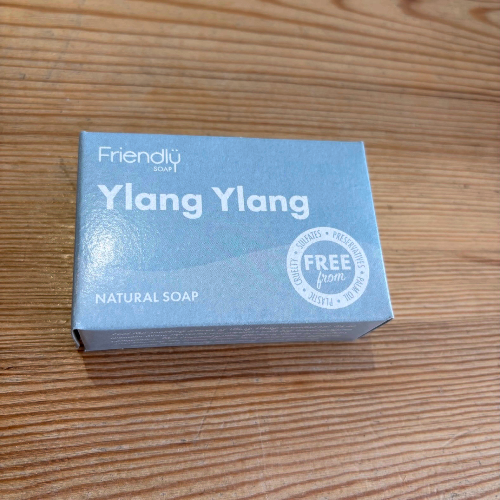 Friendly
SOAP
Ylang Ylang
NATURAL SOAP
FREE
from
CRUELTY • SULFATES • PRESERVATIVES • PALM OIL • PLASTIC •